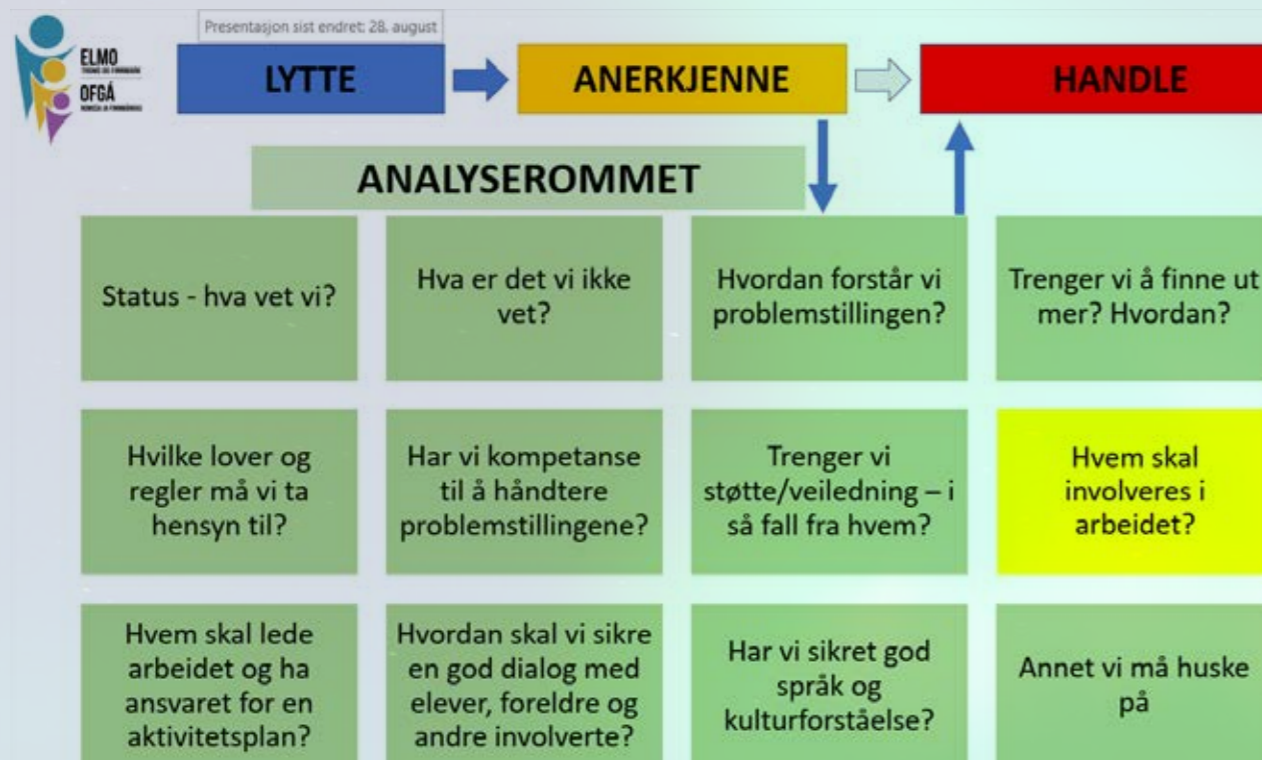 Presentasjon sist endret: 28. august
ELMO
OFGÁ
LYTTE
ANERKJENNE
HANDLE
ANALYSEROMMET
Status - hva vet vi?
Hva er det vi ikke
vet?
Hvordan forstår vi
problemstillingen?
Trenger vi å finne ut
mer? Hvordan?
Hvilke lover og
regler må vi ta
hensyn til?
Har vi kompetanse
til å håndtere
problemstillingene?
Trenger vi
støtte/veiledning – i
så fall fra hvem?
Hvem skal
involveres i
arbeidet?
Hvem skal lede
arbeidet og ha
ansvaret for en
aktivitetsplan?
Hvordan skal vi sikre
en god dialog med
elever, foreldre og
andre involverte?
Har vi sikret god
språk og
kulturforståelse?
Annet vi må huske
på